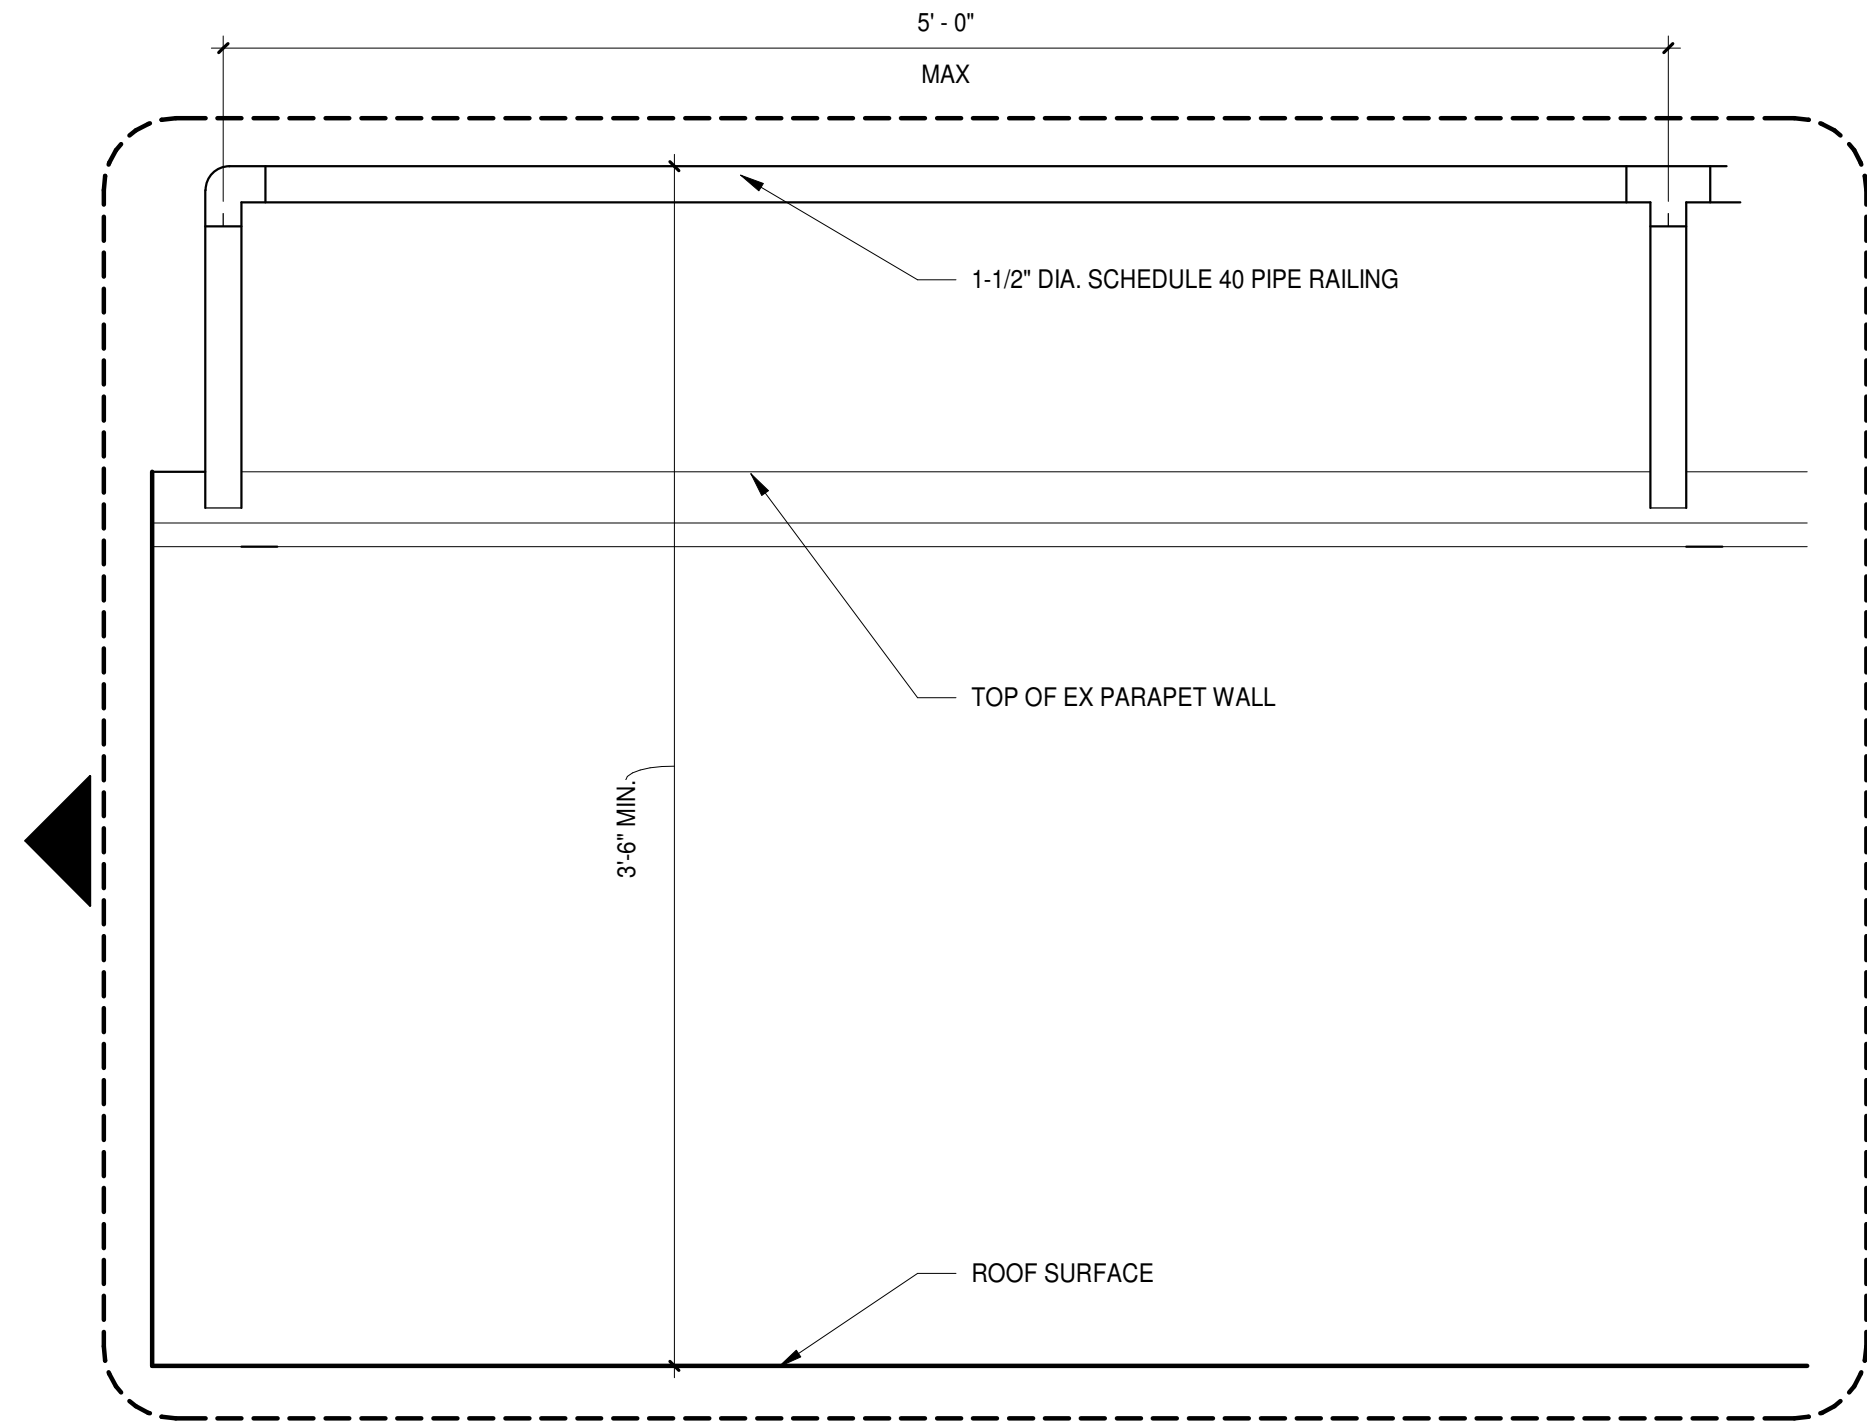 5' - 0"
MAX
1-1/2" DIA. SCHEDULE 40 PIPE RAILING
TOP OF EX PARAPET WALL
3'-6" MIN.
ROOF SURFACE